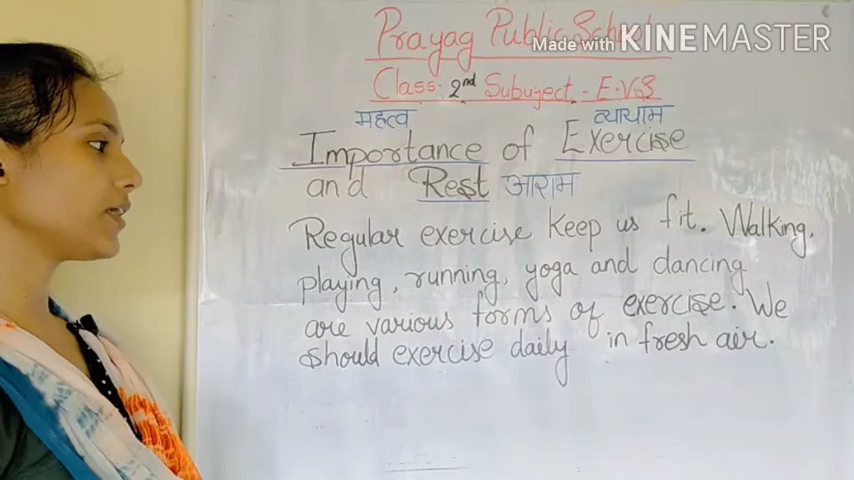 Prayag Public School
Made with KINEMASTER
Class- 2nd Subuject.- E.V.S
महत्व व्यायाम
Importance of Exercise
and Rest आराम
Regular exercise Keep us fit. Walking,
playing, running, yoga and dancing
are various forms of exercise. We
should exercise daily in fresh air.